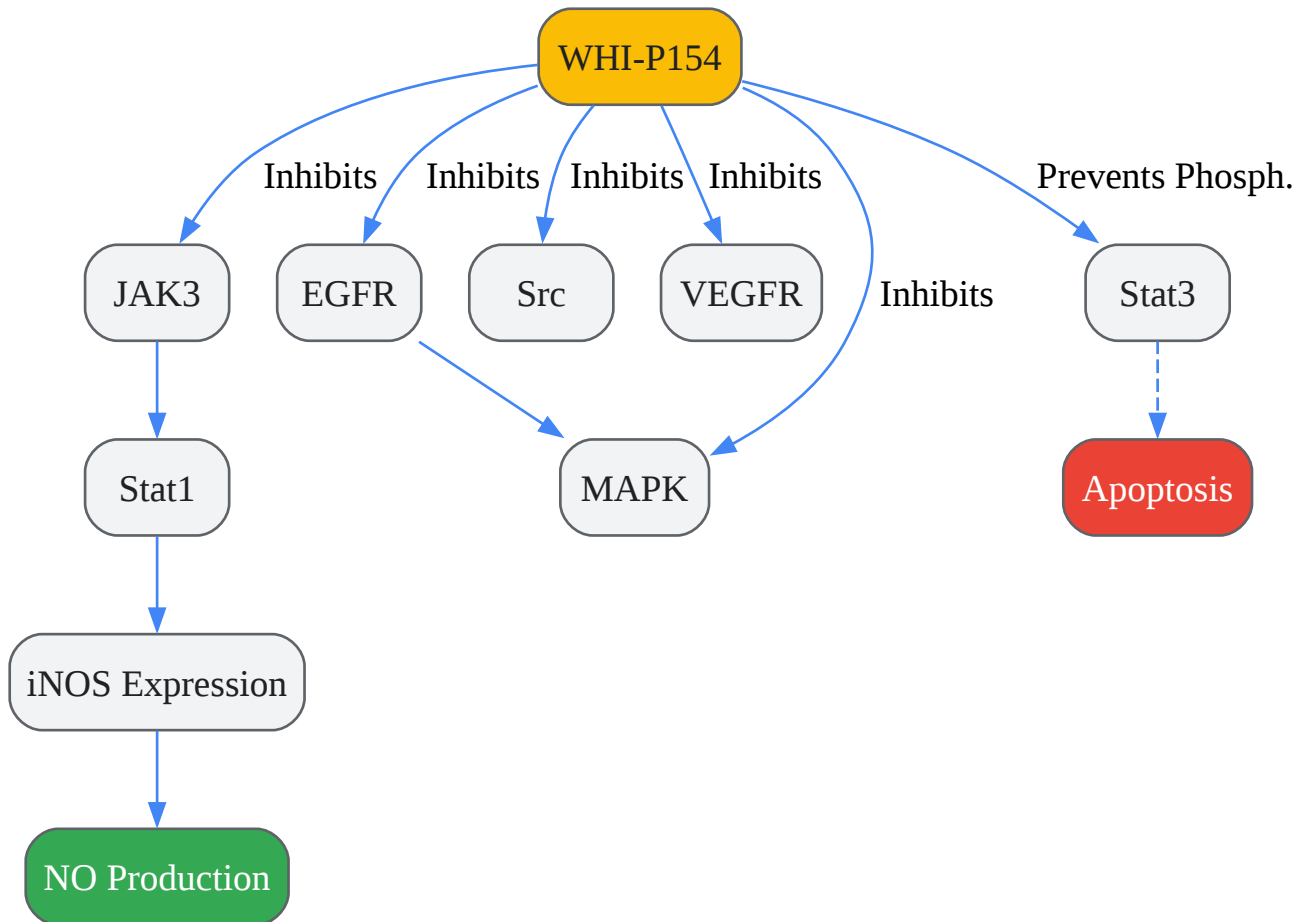 WHI-P154
Inhibits
Inhibits
Inhibits
Inhibits
Prevents Phosph.
JAK3
EGFR
Src
VEGFR
Inhibits
Stat3
Stat1
MAPK
Apoptosis
iNOS Expression
NO Production